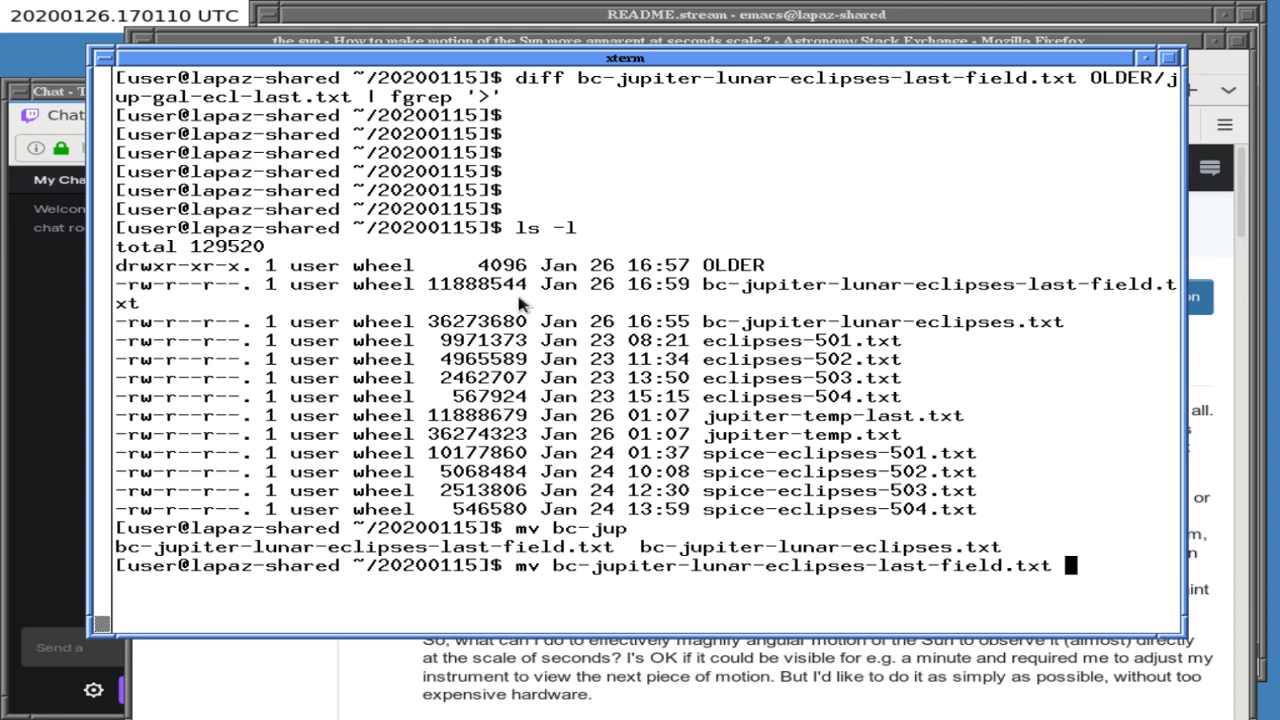 20200126.170110 UTC
README.stream - emacs@lapaz-shared
the sun - How to make motion of the Sun more apparent at seconds scale? - Astronomy Stack Exchange - Mozilla Firefox
xterm
[user@lapaz-shared ~/20200115]$ diff bc-jupiter-lunar-eclipses-last-field.txt OLDER/j
up-gal-ecl-last.txt | fgrep '>'
[user@lapaz-shared ~/20200115]$
[user@lapaz-shared ~/20200115]$
[user@lapaz-shared ~/20200115]$
[user@lapaz-shared ~/20200115]$
[user@lapaz-shared ~/20200115]$
[user@lapaz-shared ~/20200115]$
[user@lapaz-shared ~/20200115]$ ls -l
total 129520
drwxr-xr-x. 1 user wheel     4096 Jan 26 16:57 OLDER
-rw-r--r--. 1 user wheel 11888544 Jan 26 16:59 bc-jupiter-lunar-eclipses-last-field.t
xt
-rw-r--r--. 1 user wheel 36273680 Jan 26 16:55 bc-jupiter-lunar-eclipses.txt
-rw-r--r--. 1 user wheel  9971373 Jan 23 08:21 eclipses-501.txt
-rw-r--r--. 1 user wheel  4965589 Jan 23 11:34 eclipses-502.txt
-rw-r--r--. 1 user wheel  2462707 Jan 23 13:50 eclipses-503.txt
-rw-r--r--. 1 user wheel   567924 Jan 23 15:15 eclipses-504.txt
-rw-r--r--. 1 user wheel 11888679 Jan 26 01:07 jupiter-temp-last.txt
-rw-r--r--. 1 user wheel 36274323 Jan 26 01:07 jupiter-temp.txt
-rw-r--r--. 1 user wheel 10177860 Jan 24 01:37 spice-eclipses-501.txt
-rw-r--r--. 1 user wheel  5068484 Jan 24 10:08 spice-eclipses-502.txt
-rw-r--r--. 1 user wheel  2513806 Jan 24 12:30 spice-eclipses-503.txt
-rw-r--r--. 1 user wheel   546580 Jan 24 13:59 spice-eclipses-504.txt
[user@lapaz-shared ~/20200115]$ mv bc-jup
bc-jupiter-lunar-eclipses-last-field.txt  bc-jupiter-lunar-eclipses.txt
[user@lapaz-shared ~/20200115]$ mv bc-jupiter-lunar-eclipses-last-field.txt
Chat - T
Chat
My Cha
Welcon
chat ro
Send a
on
all.
or
m,
n
int
So, what can I do to effectively magnify angular motion of the Sun to observe it (almost) directly
at the scale of seconds? I's OK if it could be visible for e.g. a minute and required me to adjust my
instrument to view the next piece of motion. But I'd like to do it as simply as possible, without too
expensive hardware.